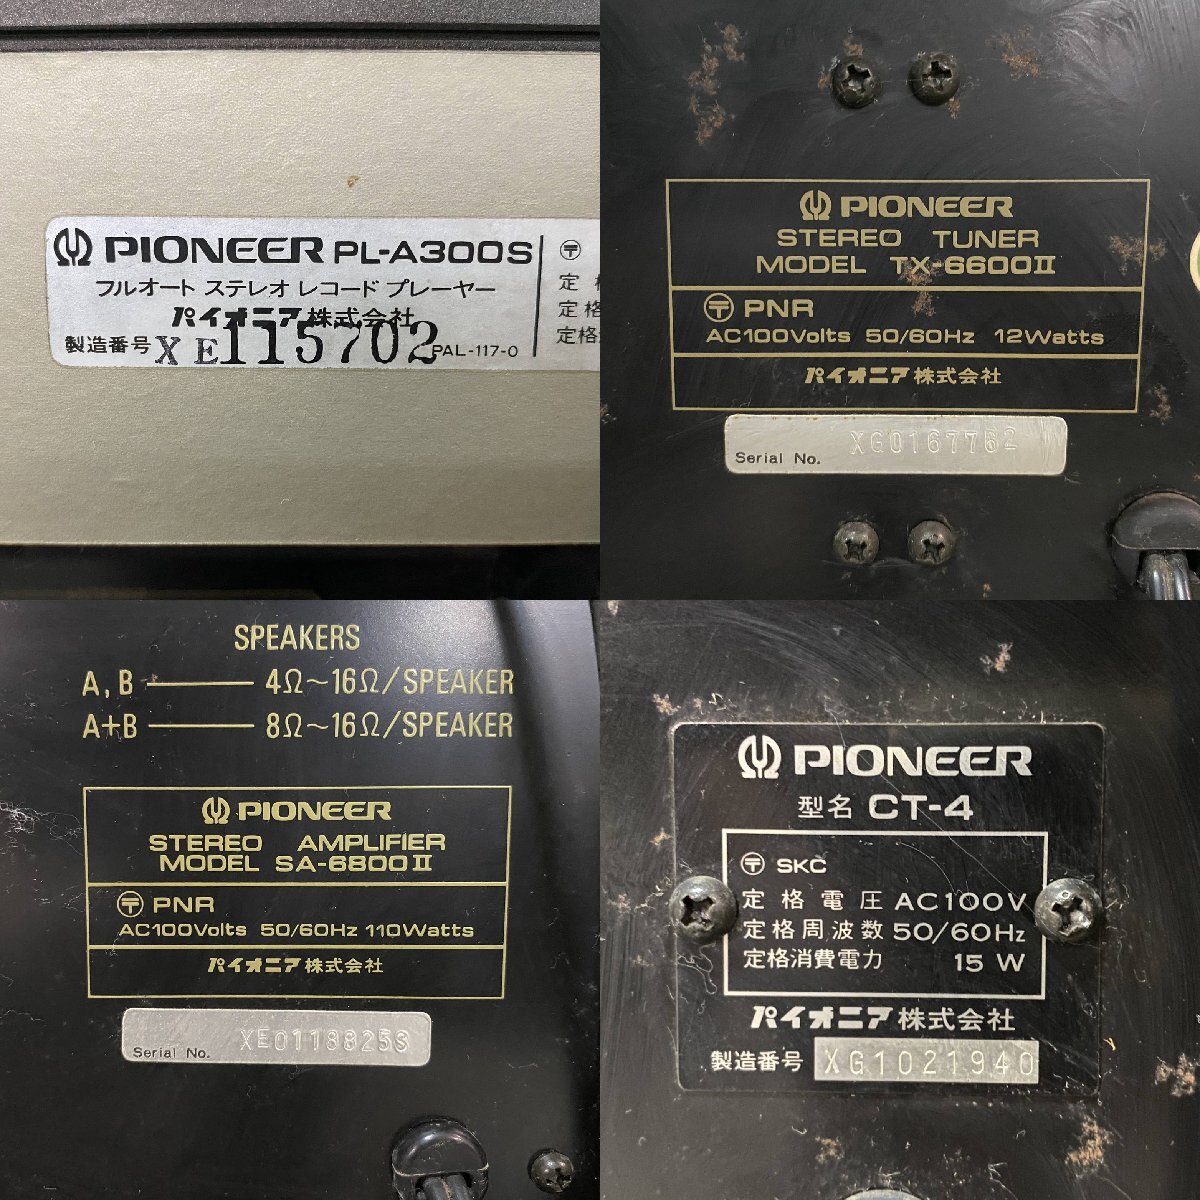 PIONEER PL-A300S
フルオート ステレオ レコード プレーヤー
パイオニア株式会社
製造番号 XE115702 PAL-117-0
〒
定格
定格
PIONEER
STEREO TUNER
MODEL TX-6600II
〒 PNR
AC100Volts 50/60Hz 12Watts
パイオニア株式会社
Serial No.
SPEAKERS
A, B 4Ω~16Ω/SPEAKER
A+B 8Ω~16Ω/SPEAKER
PIONEER
STEREO AMPLIFIER
MODEL SA-6800II
〒 PNR
AC100Volts 50/60Hz 110Watts
パイオニア株式会社
Serial No.
PIONEER
型名 CT-4
〒 SKC
定格電圧 AC100V
定格周波数 50/60Hz
定格消費電力 15W
パイオニア株式会社
製造番号 XG1021940